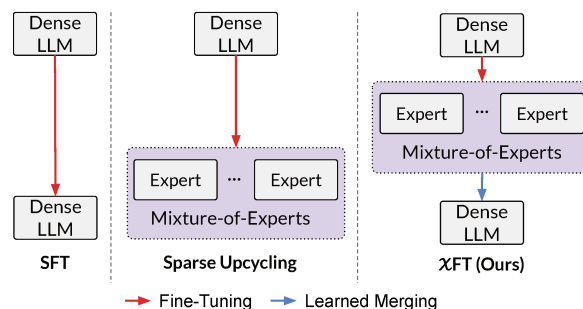 Dense
LLM
Dense
LLM
SFT
Dense
LLM
Expert
...
Expert
Mixture-of-Experts
Sparse Upcycling
Dense
LLM
Expert
...
Expert
Mixture-of-Experts
Dense
LLM
𝒳FT (Ours)
Fine-Tuning
Learned Merging